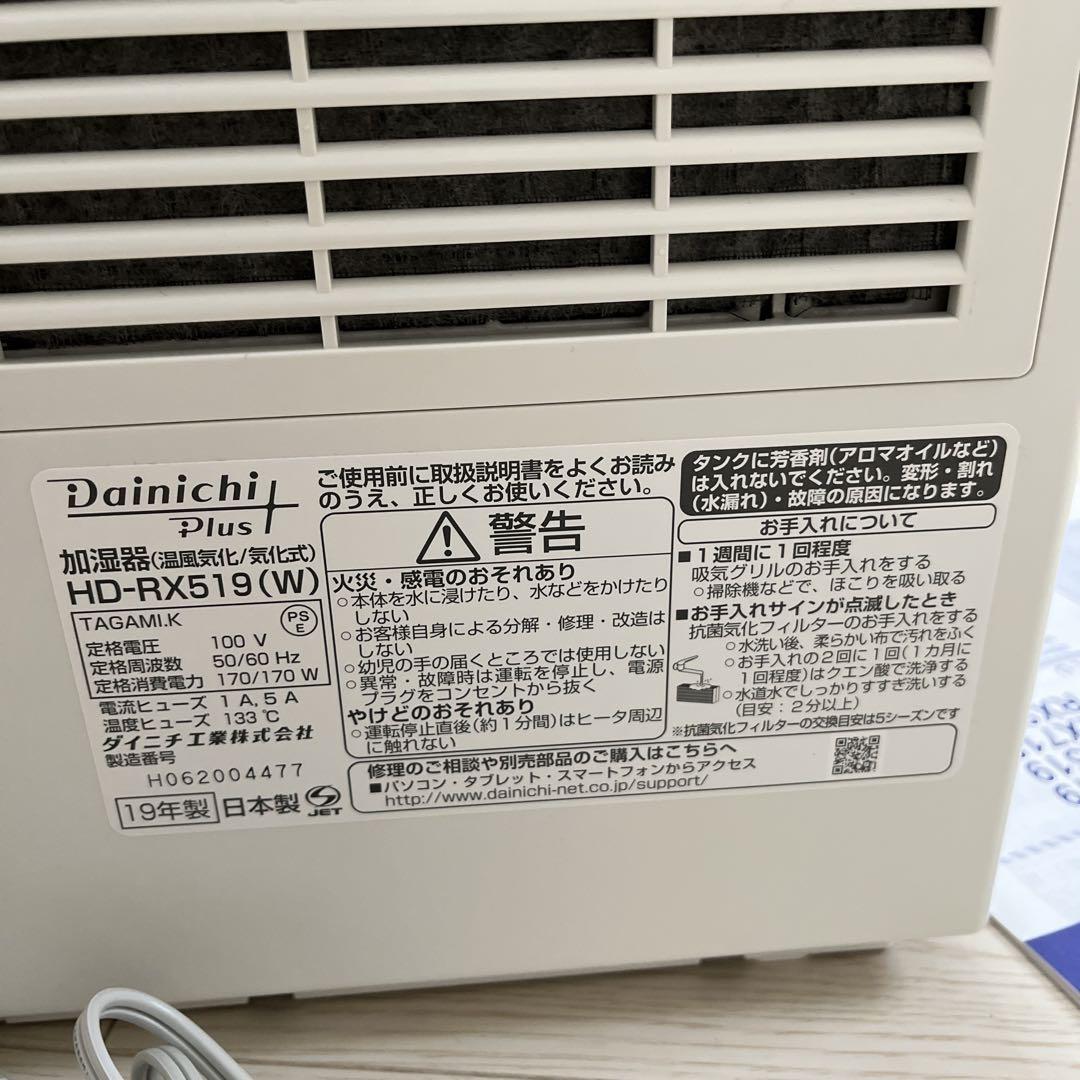 Dainichi
Plus
加湿器(温風気化/気化式)
HD-RX519(W)
TAGAMI.K
PS
E
定格電圧 100 V
定格周波数 50/60 Hz
定格消費電力 170/170 W
電流ヒューズ 1 A, 5 A
温度ヒューズ 133℃
ダイニチ工業株式会社
製造番号
H062004477
19年製 日本製 JET
ご使用前に取扱説明書をよくお読み
のうえ、正しくお使いください。
警告
火災・感電のおそれあり
○本体を水に浸けたり、水などをかけたり
しない
○お客様自身による分解・修理・改造は
しない
○幼児の手の届くところでは使用しない
○異常・故障時は運転を停止し、電源
プラグをコンセントから抜く
やけどのおそれあり
○運転停止直後(約1分間)はヒータ周辺
に触れない
タンクに芳香剤(アロマオイルなど)
は入れないでください。変形・割れ
(水漏れ)・故障の原因になります。
お手入れについて
■1週間に1回程度
吸気グリルのお手入れをする
○掃除機などで、ほこりを吸い取る
■お手入れサインが点滅したとき
抗菌気化フィルターのお手入れをする
○水洗い後、柔らかい布で汚れをふく
○お手入れの2回に1回(1カ月に
1回程度)はクエン酸で洗浄する
○水道水でしっかりすすぎ洗いする
(目安:2分以上)
※抗菌気化フィルターの交換目安は5シーズンです
修理のご相談や別売部品のご購入はこちらへ
■パソコン・タブレット・スマートフォンからアクセス
http://www.dainichi-net.co.jp/support/